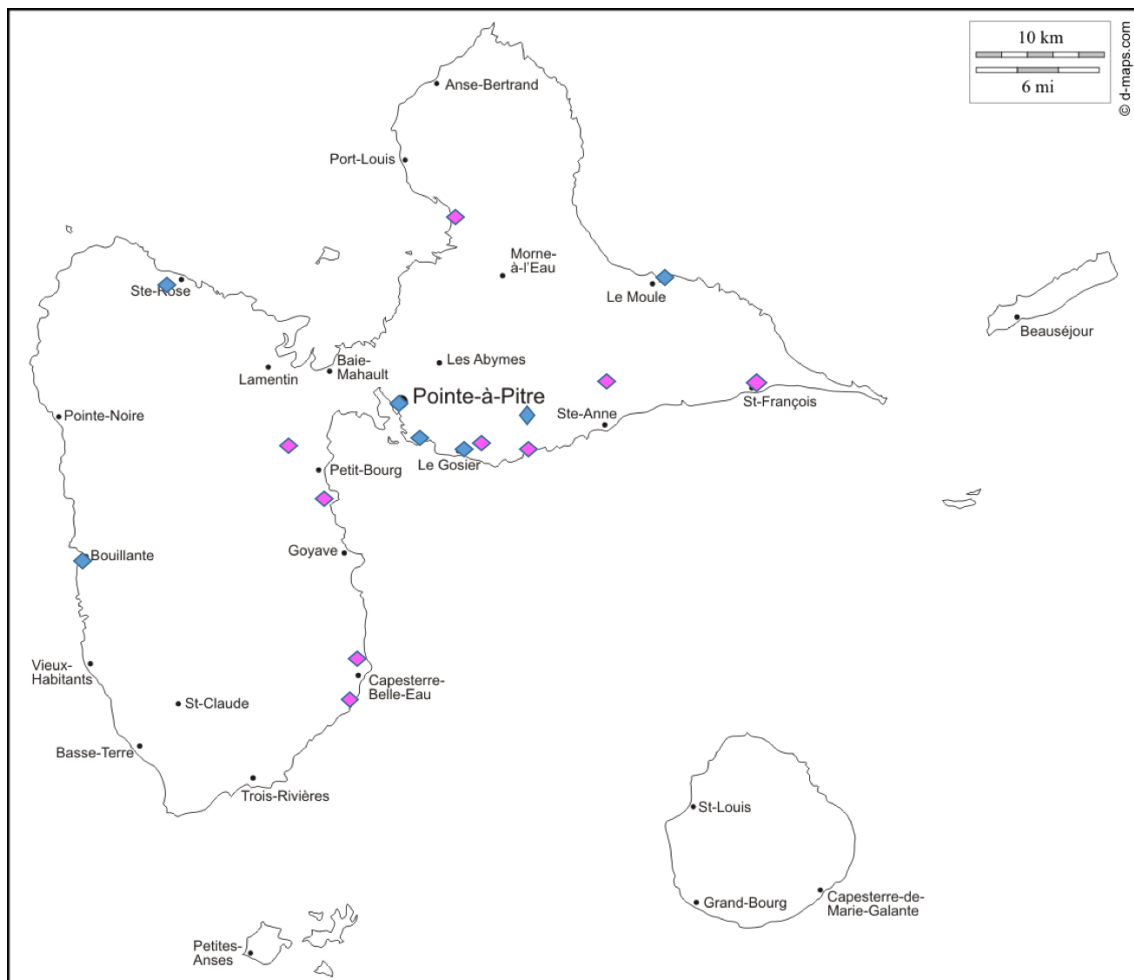 10 km
6 mi
© d-maps.com
Anse-Bertrand
Port-Louis
Morne-
à-l'Eau
Ste-Rose
Le Moule
Beauséjour
Baie-
Mahault
Les Abymes
Lamentin
Pointe-à-Pitre
St-François
Pointe-Noire
Ste-Anne
Le Gosier
Petit-Bourg
Goyave
Bouillante
Vieux-
Habitants
Capesterre-
Belle-Eau
St-Claude
Basse-Terre
Trois-Rivières
St-Louis
Grand-Bourg
Capesterre-de-
Marie-Galante
Petites-
Anses